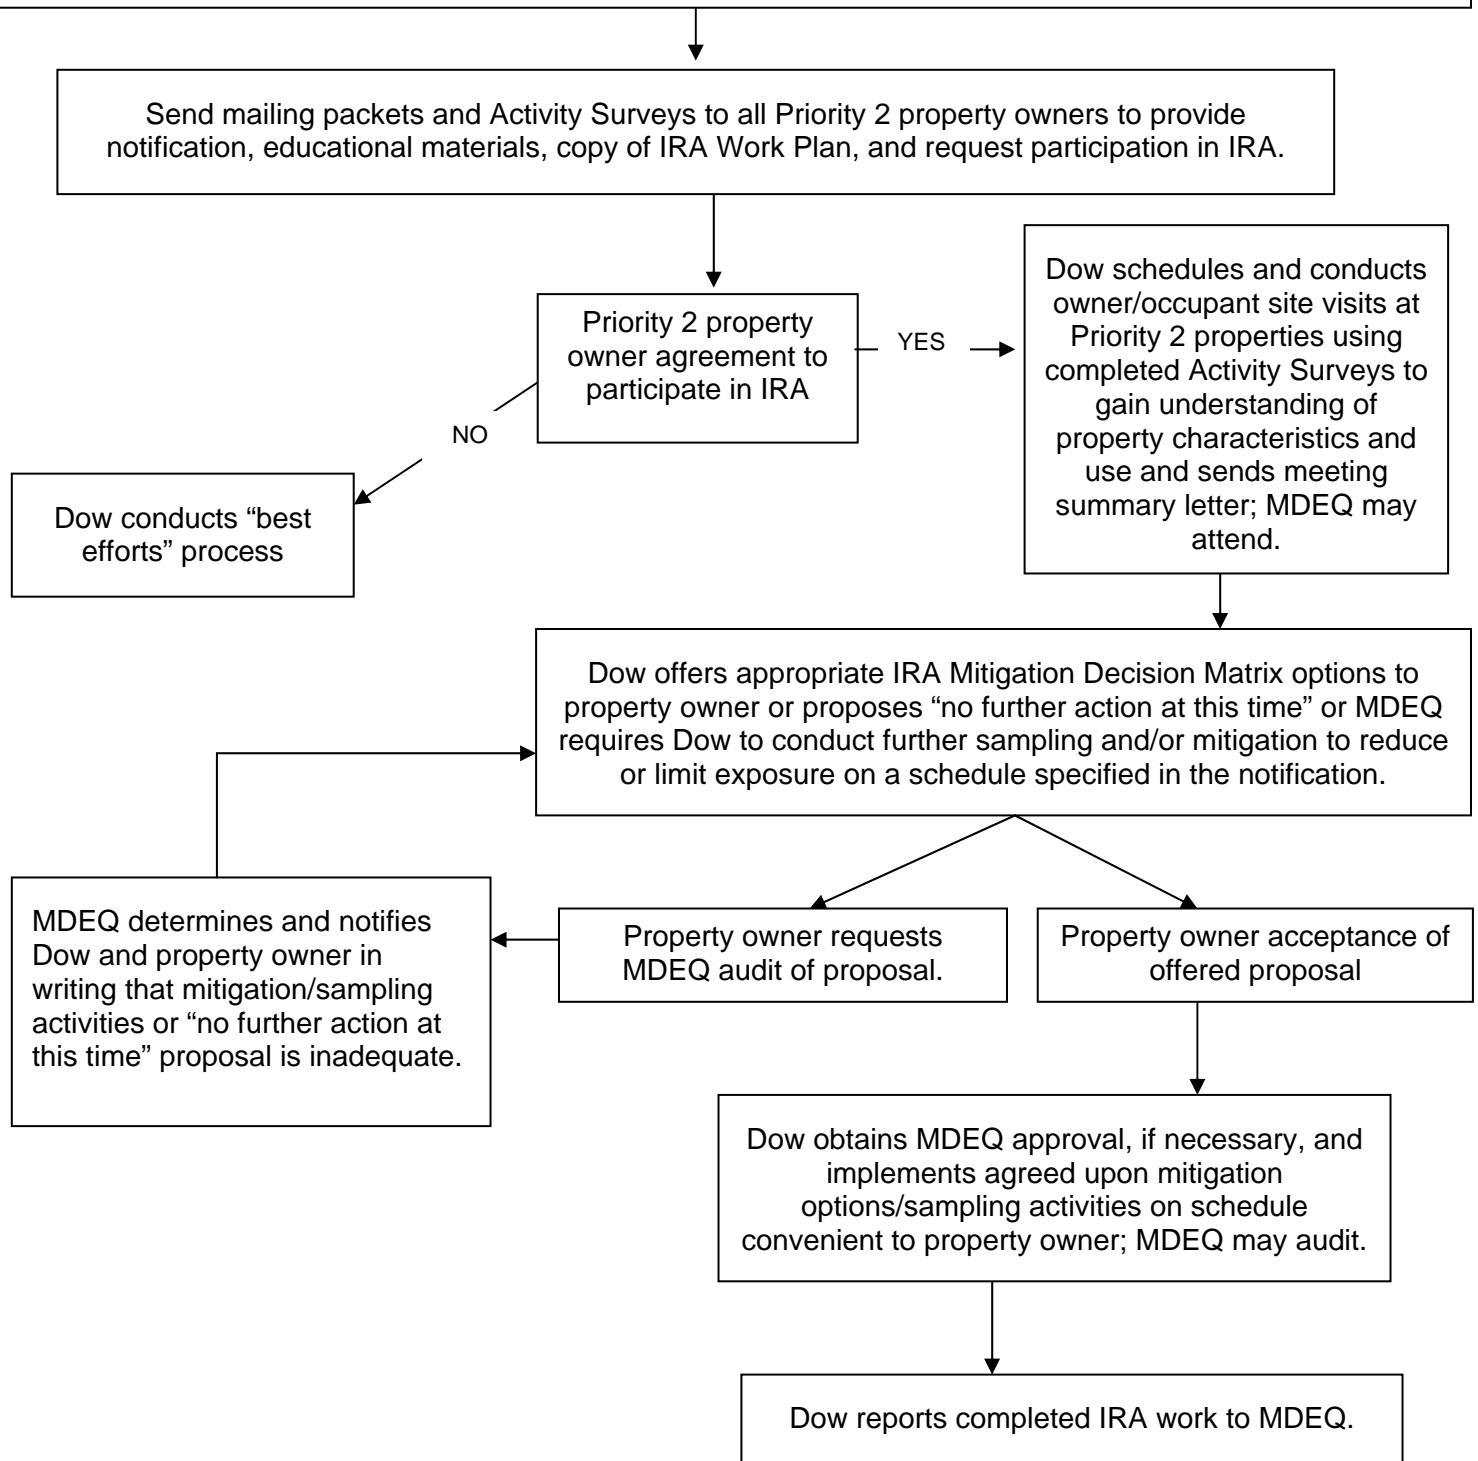 Send mailing packets and Activity Surveys to all Priority 2 property owners to provide
notification, educational materials, copy of IRA Work Plan, and request participation in IRA.
Priority 2 property
owner agreement to
participate in IRA
YES
Dow schedules and conducts
owner/occupant site visits at
Priority 2 properties using
completed Activity Surveys to
gain understanding of
property characteristics and
use and sends meeting
summary letter; MDEQ may
attend.
NO
Dow conducts “best
efforts” process
Dow offers appropriate IRA Mitigation Decision Matrix options to
property owner or proposes “no further action at this time” or MDEQ
requires Dow to conduct further sampling and/or mitigation to reduce
or limit exposure on a schedule specified in the notification.
MDEQ determines and notifies
Dow and property owner in
writing that mitigation/sampling
activities or “no further action at
this time” proposal is inadequate.
Property owner requests
MDEQ audit of proposal.
Property owner acceptance of
offered proposal
Dow obtains MDEQ approval, if necessary, and
implements agreed upon mitigation
options/sampling activities on schedule
convenient to property owner; MDEQ may audit.
Dow reports completed IRA work to MDEQ.